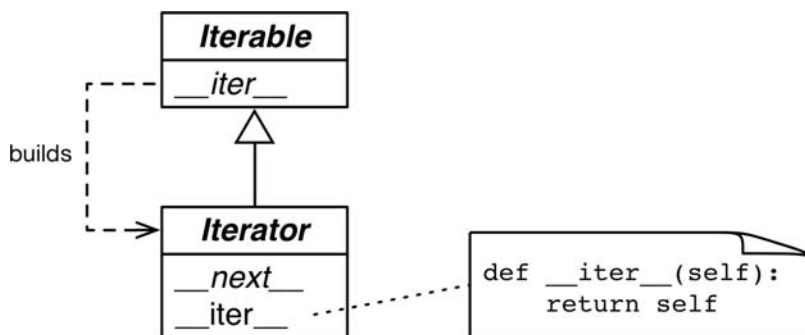 Iterable
__iter__
builds
Iterator
__next__
__iter__
def __iter__(self):
    return self